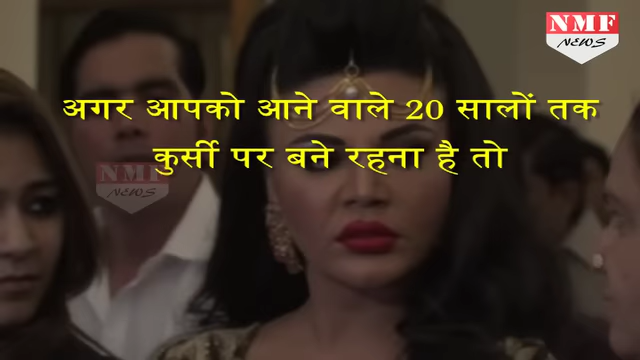 NMF
NEWS
अगर आपको आने वाले 20 सालों तक
कुर्सी पर बने रहना है तो
NMF
NEWS